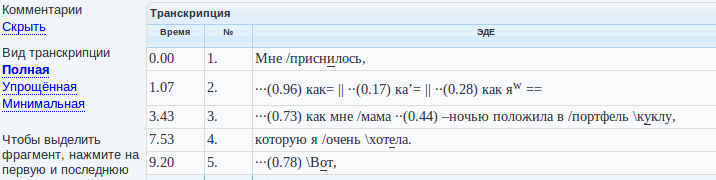 Комментарии
Скрыть
Вид транскрипции
Полная
Упрощённая
Минимальная
Чтобы выделить
фрагмент, нажмите на
первую и последнюю
Транскрипция
Время № ЭДЕ
0.00 1. Мне /приснилось,
1.07 2. ···(0.96) как= || ··(0.17) ка’= || ··(0.28) как яʷ ==
3.43 3. ···(0.73) как мне /мама ··(0.44) –ночью положила в /портфель \куклу,
7.53 4. которую я /очень \хотела.
9.20 5. ···(0.78) \Вот,